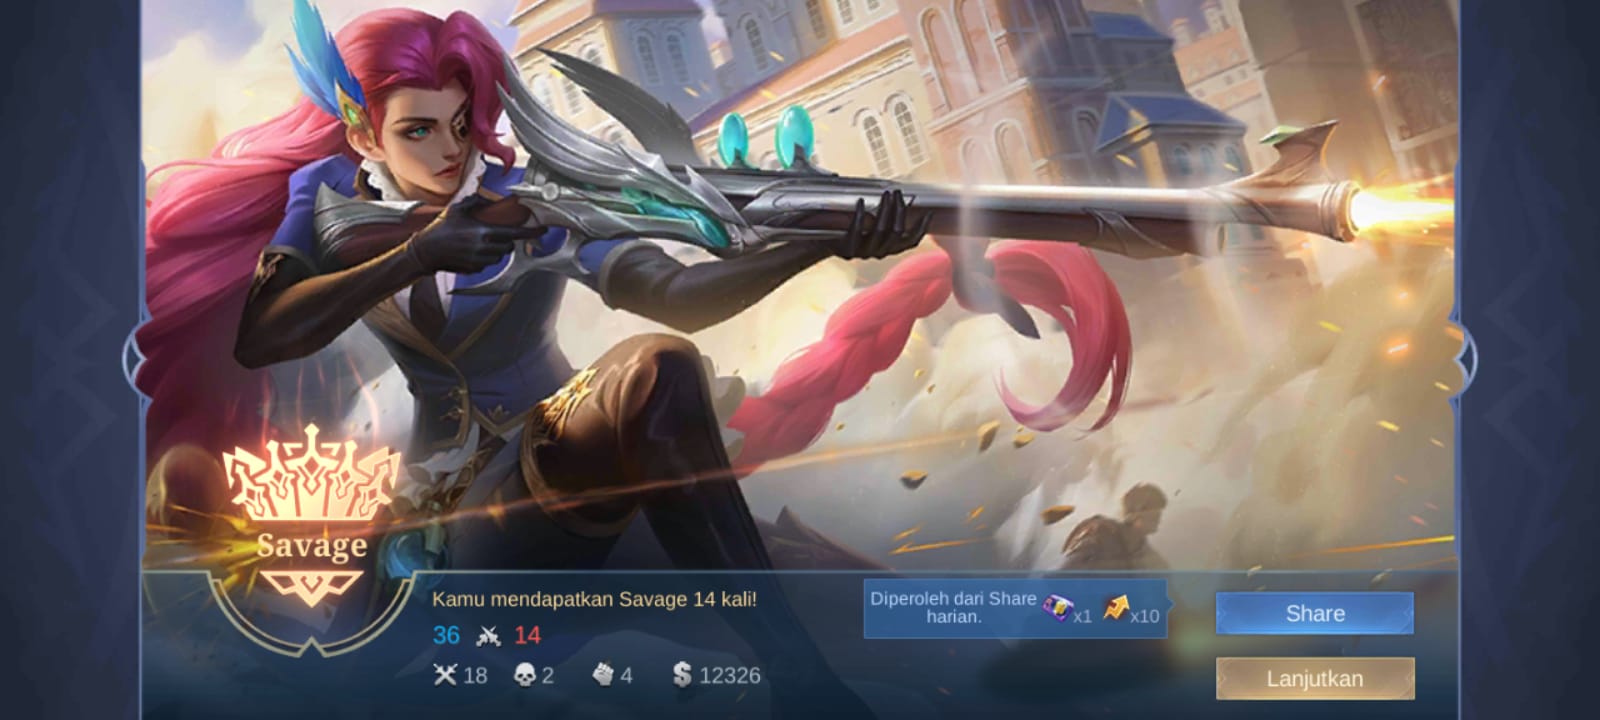 Savage
Kamu mendapatkan Savage 14 kali!
36 14
18 2 4 12326
Diperoleh dari Share
harian.
x1 x10
Share
Lanjutkan